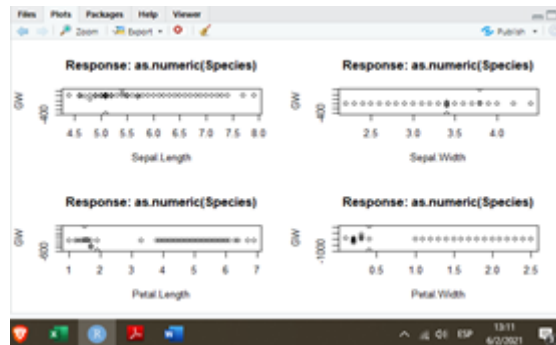 Files Plots Packages Help Viewer
Zoom Export Publish
Response: as.numeric(Species)
GW
-400
4.5 5.0 5.5 6.0 6.5 7.0 7.5 8.0
Sepal.Length
Response: as.numeric(Species)
GW
-400
2.5 3.0 3.5 4.0
Sepal.Width
Response: as.numeric(Species)
GW
-600
1 2 3 4 5 6 7
Petal.Length
Response: as.numeric(Species)
GW
-1000
0.5 1.0 1.5 2.0 2.5
Petal.Width
ESP
13:11
6/2/2021